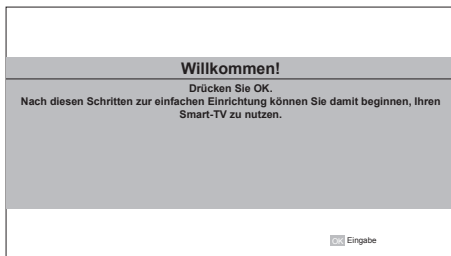 Willkommen!
Drücken Sie OK.
Nach diesen Schritten zur einfachen Einrichtung können Sie damit beginnen, Ihren
Smart-TV zu nutzen.
OK Eingabe